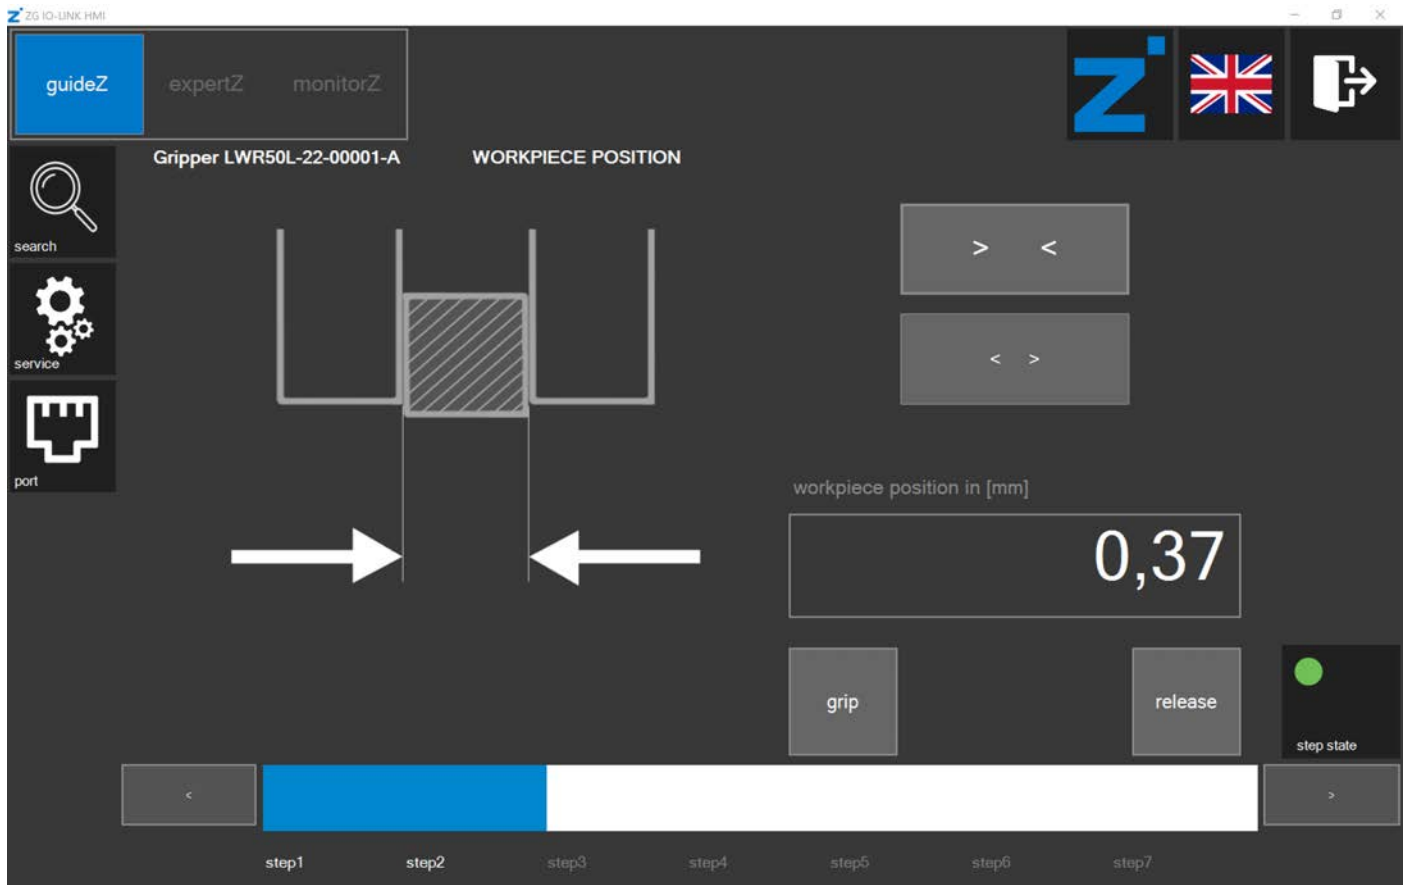 ZG IO-LINK HMI
guideZ expertZ monitorZ
Gripper LWR50L-22-00001-A WORKPIECE POSITION
search
> <
service
< >
port
workpiece position in [mm]
0,37
grip release
step state
< >
step1 step2 step3 step4 step5 step6 step7